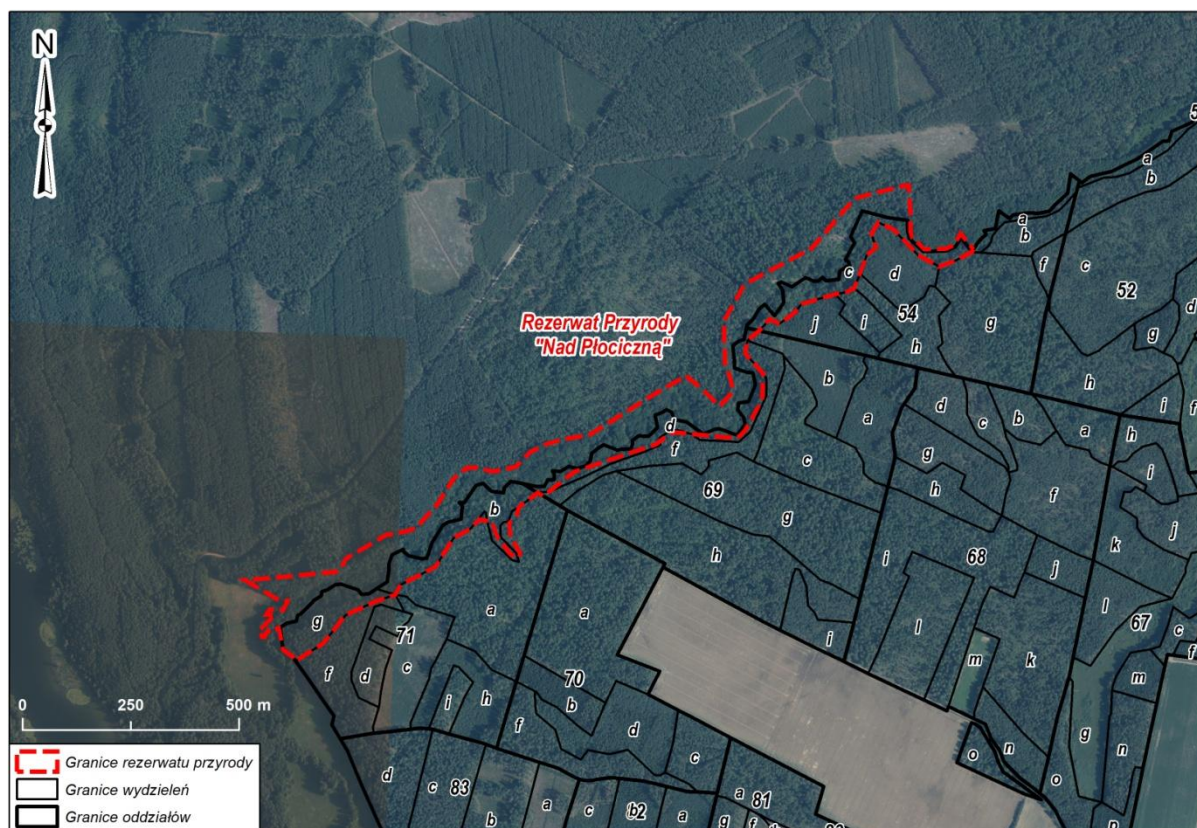 N
5
a
b
a
b
f
c
52
c
d
d
54
g
g
Rezerwat Przyrody
"Nad Płociczną"
j
i
h
h
i
f
b
a
d
c
b
a
h
d
f
g
c
h
f
i
69
g
b
h
i
68
k
j
j
a
a
l
l
67
g
71
c
f
d
c
i
m
k
m
f
0
250
500 m
i
h
70
b
f
d
c
g
n
n
o
o
Granice rezerwatu przyrody
d
c
83
b
a
c
a
a
81
g
f
p
Granice wydzieleń
Granice oddziałów